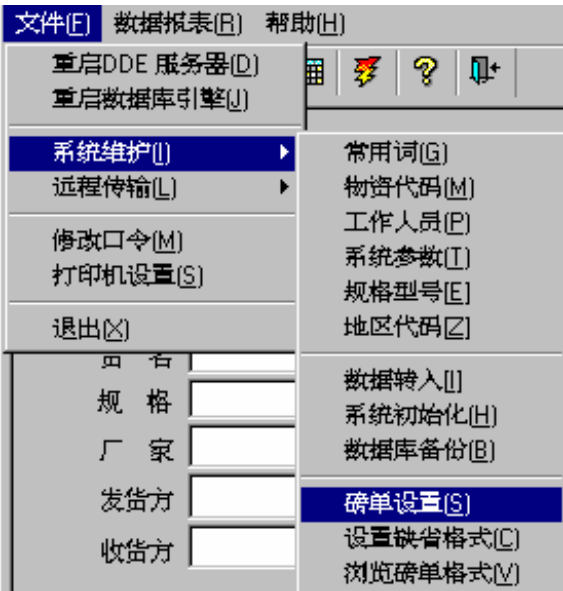 文件(F) 数据报表(R) 帮助(H)
重启DDE 服务器(D)
重启数据库引擎(J)
系统维护(I)
远程传输(L)
修改口令(M)
打印机设置(S)
退出(X)
常用词(G)
物资代码(M)
工作人员(P)
系统参数(T)
规格型号[E]
地区代码[Z]
数据转入[I]
系统初始化(H)
数据库备份(B)
磅单设置(S)
设置缺省格式(C)
浏览磅单格式(V)
货 名
规 格
厂 家
发货方
收货方